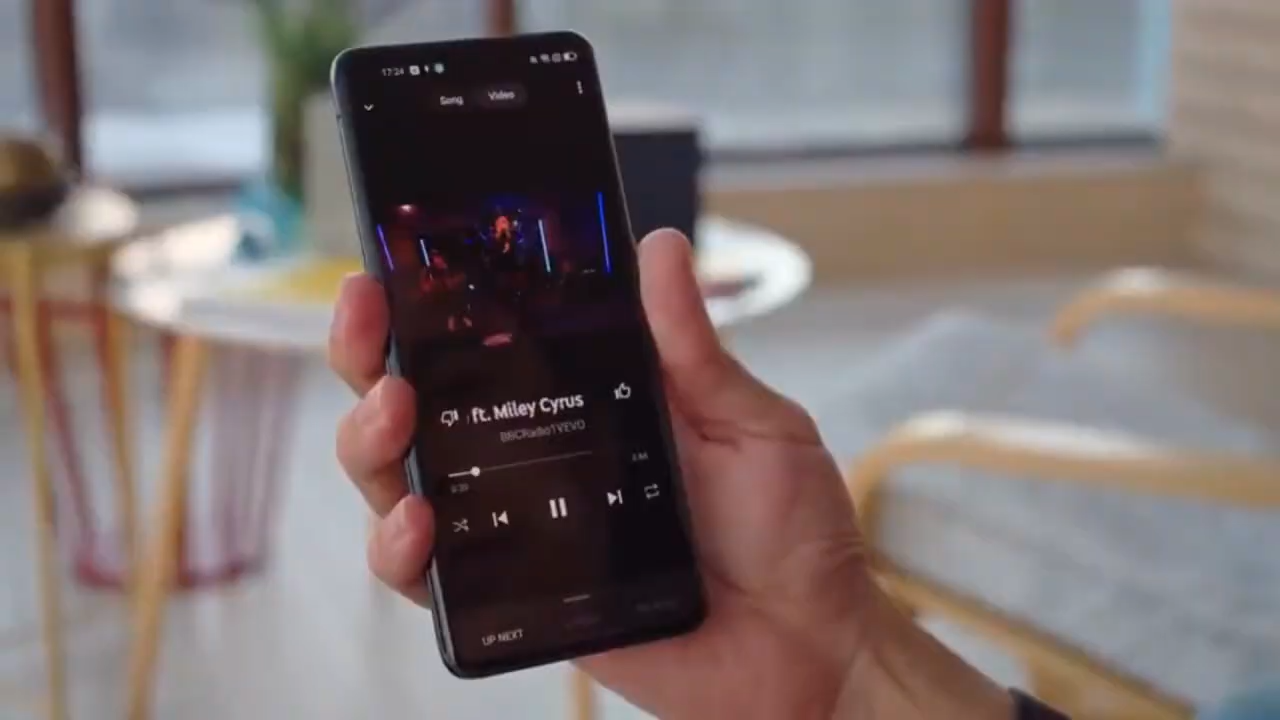 17:24
Song Video
ft. Miley Cyrus
BBCRadio1VEVO
UP NEXT